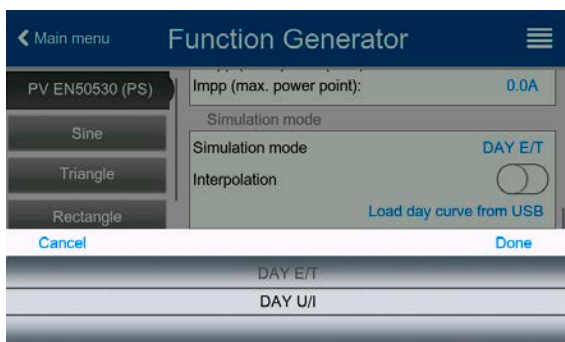 Main menu
Function Generator
PV EN50530 (PS)
Impp (max. power point): 0.0A
Sine
Simulation mode
Simulation mode DAY E/T
Triangle
Interpolation
Rectangle
Load day curve from USB
Cancel
Done
DAY E/T
DAY U/I